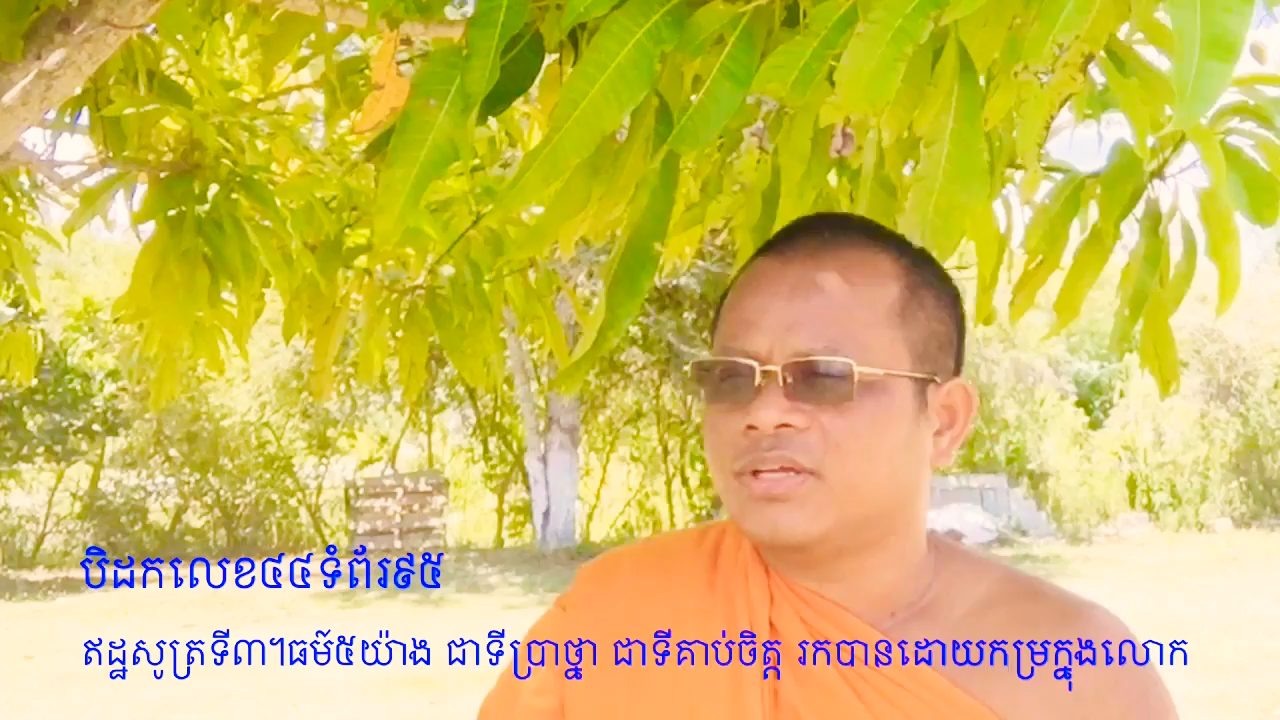 បិដកលេខ៤៤ទំព័រ៩៥
ឥដ្ឋសូត្រទី៣។ធម៌៥យ៉ាង ជាទីប្រាថ្នា ជាទីគាប់ចិត្ត រកបានដោយកម្រក្នុងលោក